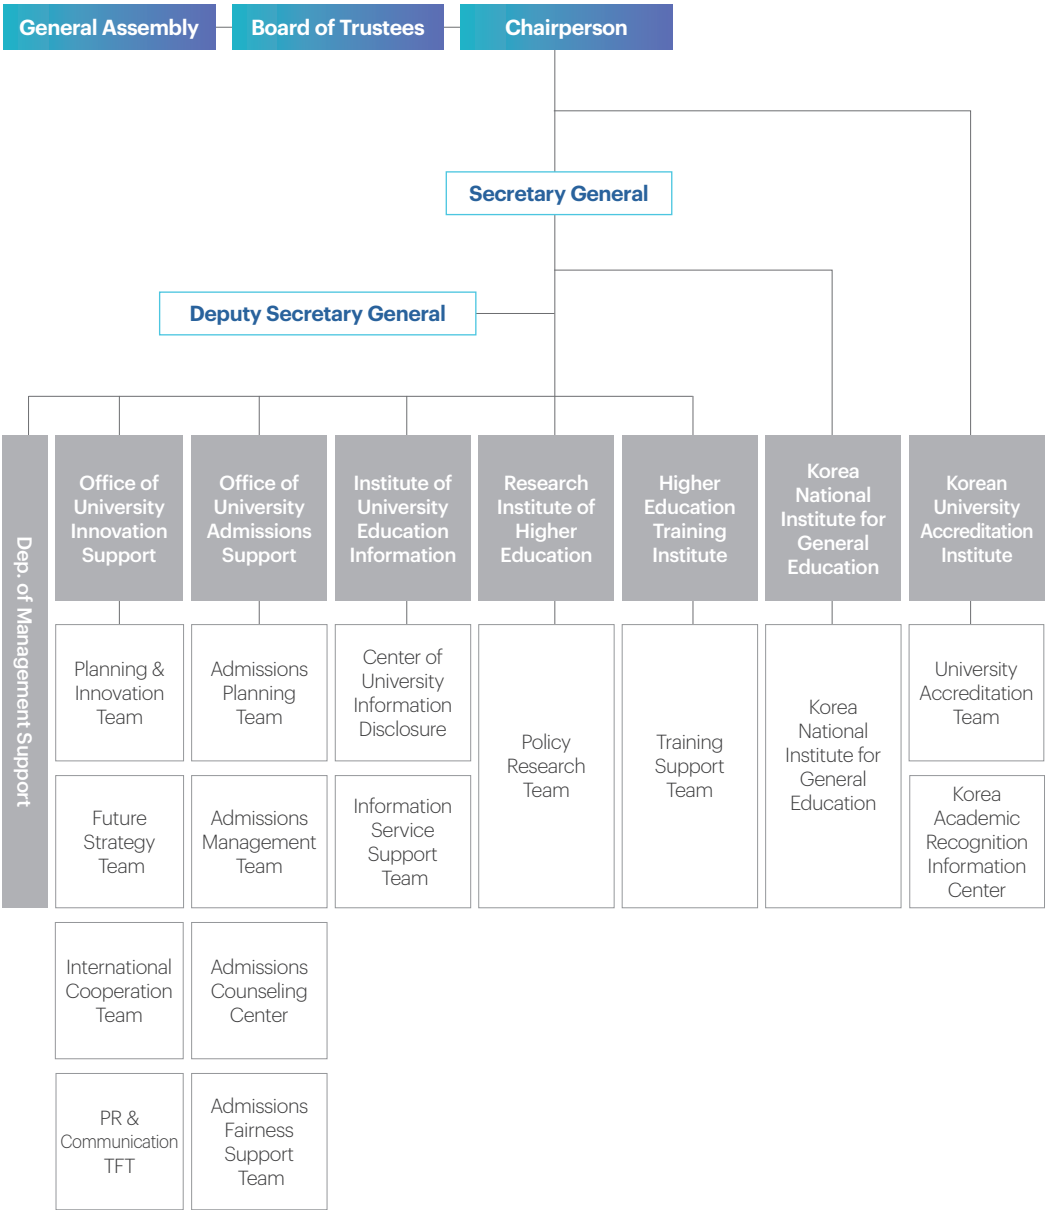 General Assembly
Board of Trustees
Chairperson
Secretary General
Deputy Secretary General
Dep. of Management Support
Office of
University
Innovation
Support
Office of
University
Admissions
Support
Institute of
University
Education
Information
Research
Institute of
Higher
Education
Higher
Education
Training
Institute
Korea
National
Institute for
General
Education
Korean
University
Accreditation
Institute
Planning &
Innovation
Team
Admissions
Planning
Team
Center of
University
Information
Disclosure
Policy
Research
Team
Training
Support
Team
Korea
National
Institute for
General
Education
University
Accreditation
Team
Future
Strategy
Team
Admissions
Management
Team
Information
Service
Support
Team
Korea
Academic
Recognition
Information
Center
International
Cooperation
Team
Admissions
Counseling
Center
PR &
Communication
TFT
Admissions
Fairness
Support
Team